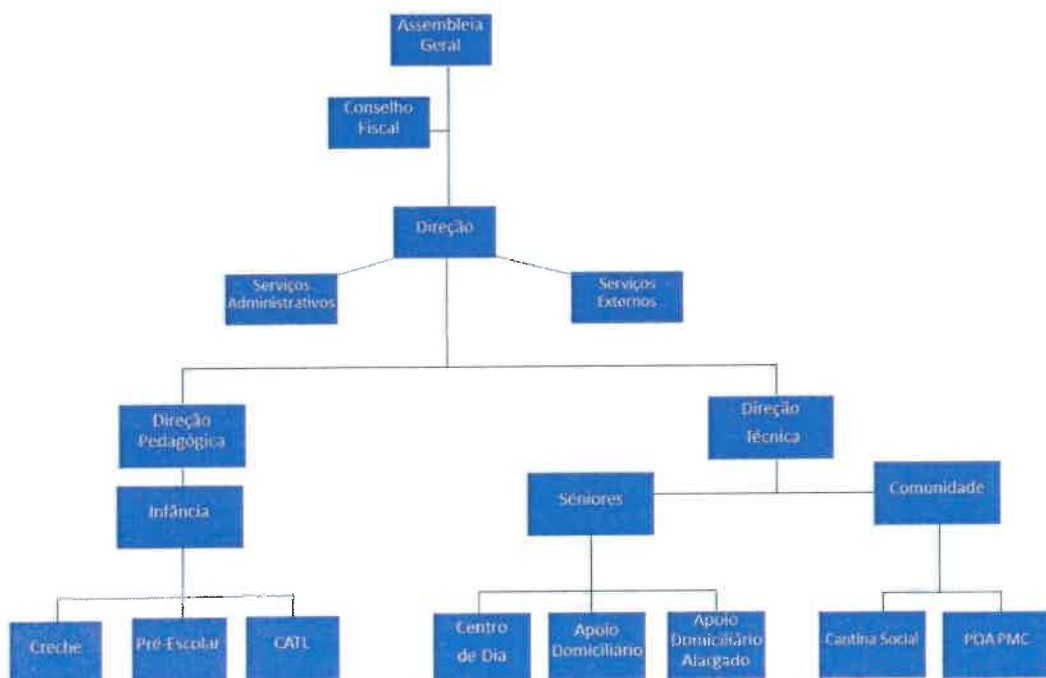 Assembleia
Geral
Conselho
Fiscal
Direção
Serviços
Administrativos
Serviços
Externos
Direção
Pedagógica
Direção
Técnica
Infância
Séniores
Comunidade
Creche
Pré-Escolar
CATL
Centro
de Dia
Apoio
Domiciliário
Apoio
Domiciliário
Alargado
Cantina Social
POA PMC